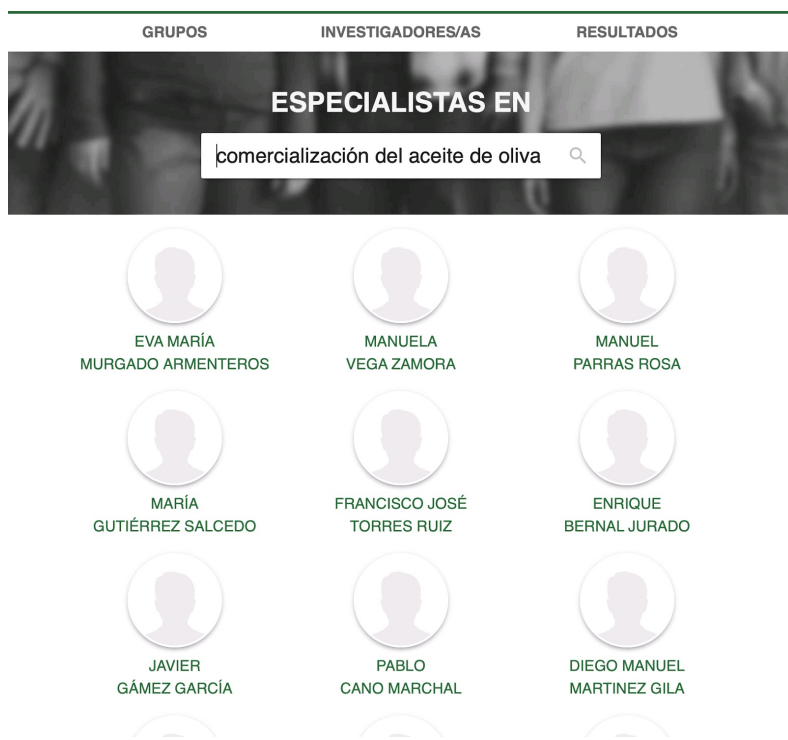 GRUPOS INVESTIGADORES/AS RESULTADOS
ESPECIALISTAS EN
comercialización del aceite de oliva
EVA MARÍA
MURGADO ARMENTEROS
MANUELA
VEGA ZAMORA
MANUEL
PARRAS ROSA
MARÍA
GUTIÉRREZ SALCEDO
FRANCISCO JOSÉ
TORRES RUIZ
ENRIQUE
BERNAL JURADO
JAVIER
GÁMEZ GARCÍA
PABLO
CANO MARCHAL
DIEGO MANUEL
MARTINEZ GILA